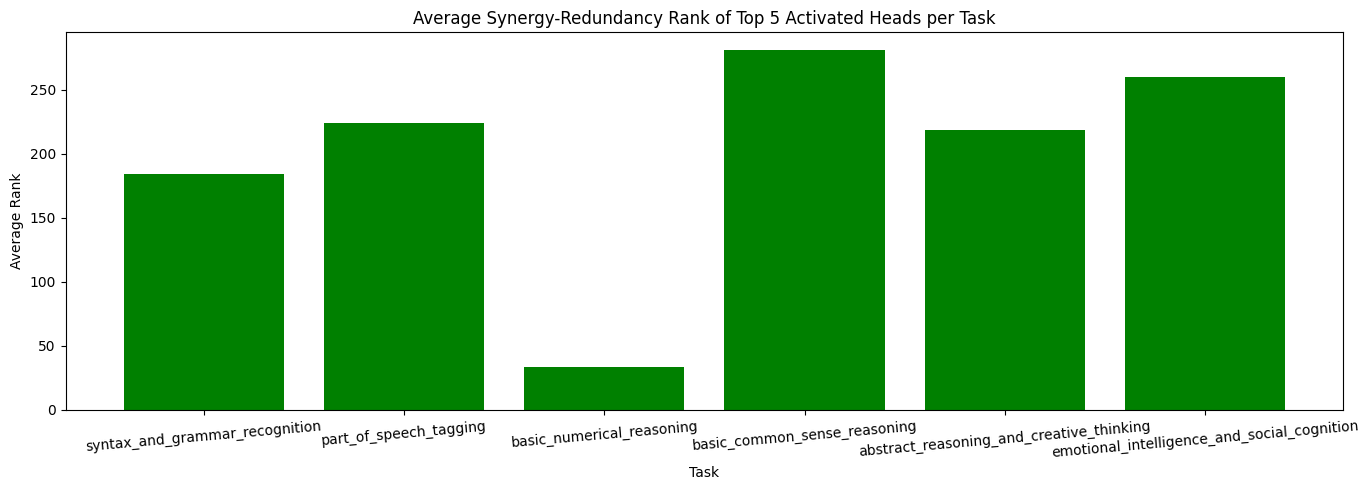 Average Synergy-Redundancy Rank of Top 5 Activated Heads per Task
Average Rank
250
200
150
100
50
0
syntax_and_grammar_recognition
part_of_speech_tagging
basic_numerical_reasoning
basic_common_sense_reasoning
abstract_reasoning_and_creative_thinking
emotional_intelligence_and_social_cognition
Task